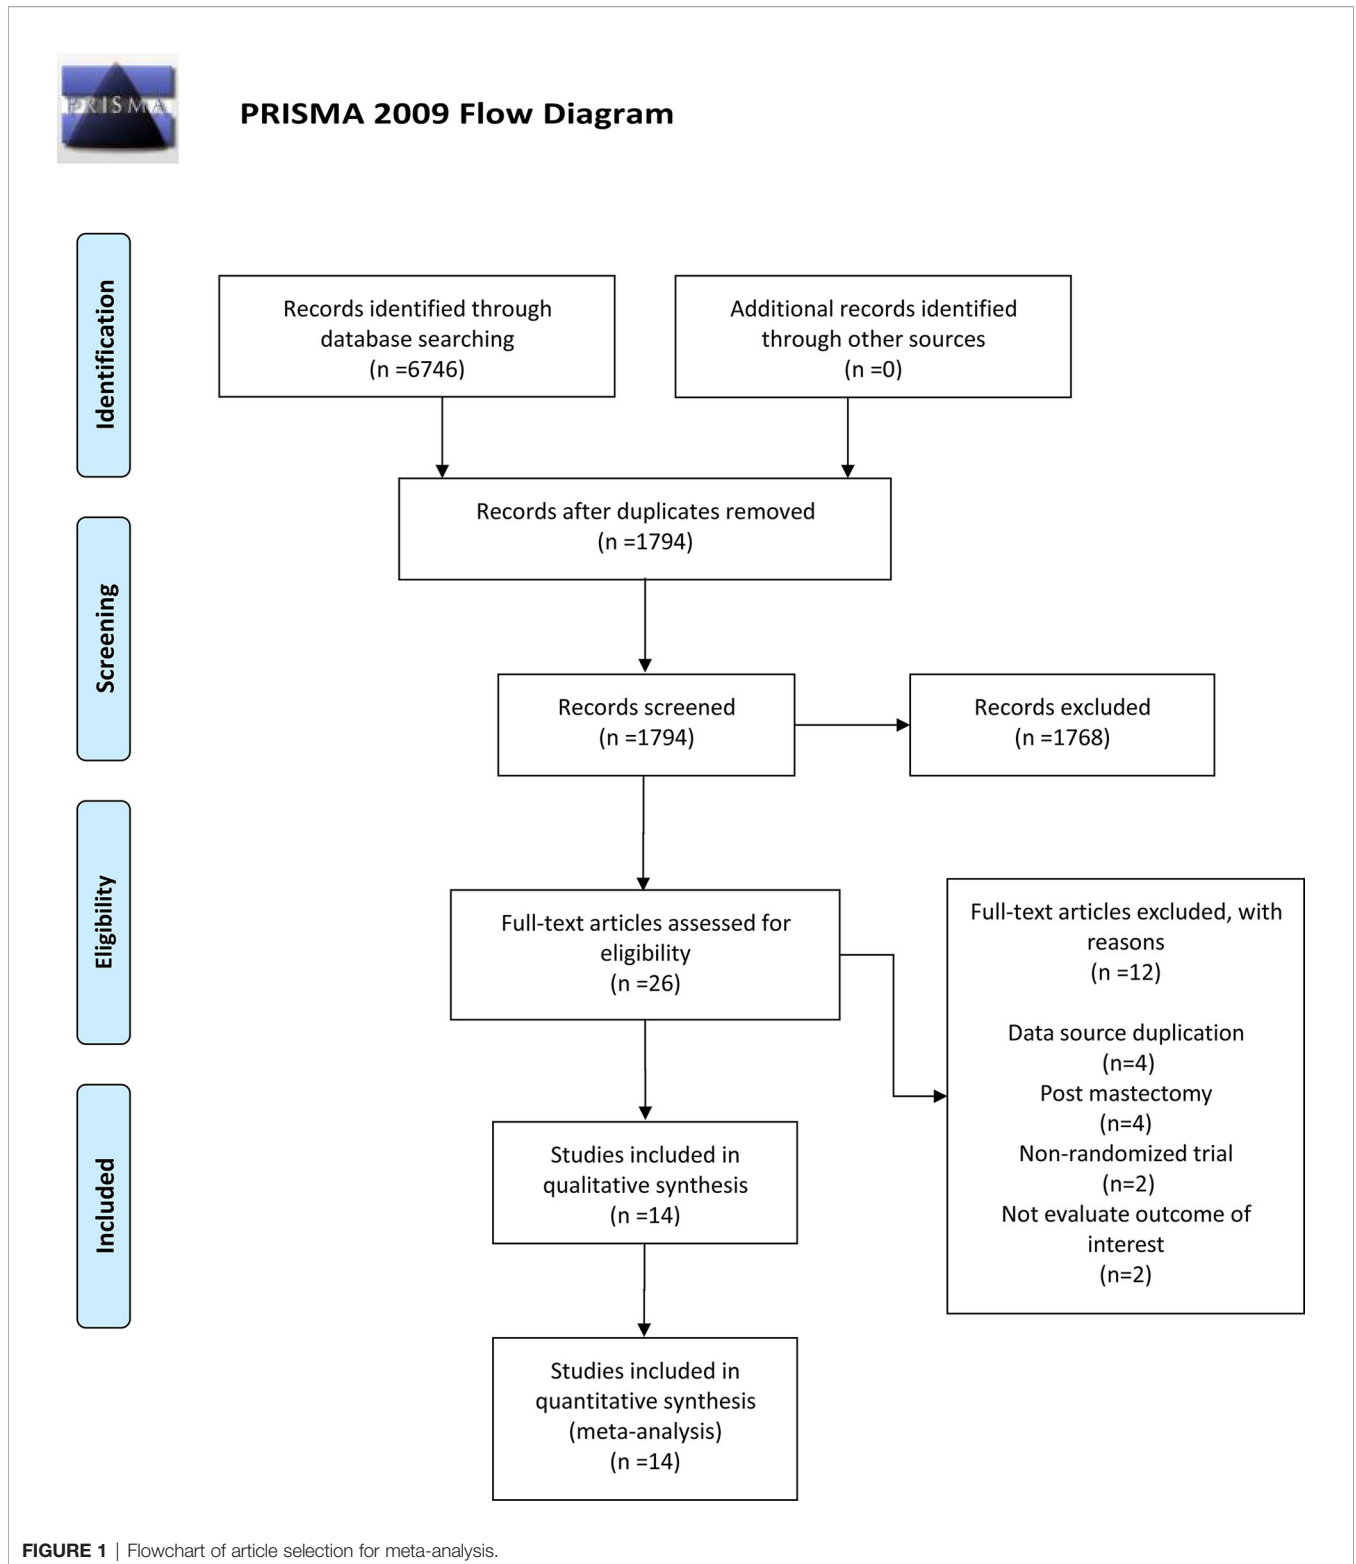 PRISMA
PRISMA 2009 Flow Diagram
Identification
Records identified through
database searching
(n =6746)
Additional records identified
through other sources
(n =0)
Records after duplicates removed
(n =1794)
Screening
Records screened
(n =1794)
Records excluded
(n =1768)
Eligibility
Full-text articles assessed for
eligibility
(n =26)
Full-text articles excluded, with
reasons
(n =12)
Data source duplication
(n=4)
Post mastectomy
(n=4)
Non-randomized trial
(n=2)
Not evaluate outcome of
interest
(n=2)
Included
Studies included in
qualitative synthesis
(n =14)
Studies included in
quantitative synthesis
(meta-analysis)
(n =14)
FIGURE 1 | Flowchart of article selection for meta-analysis.